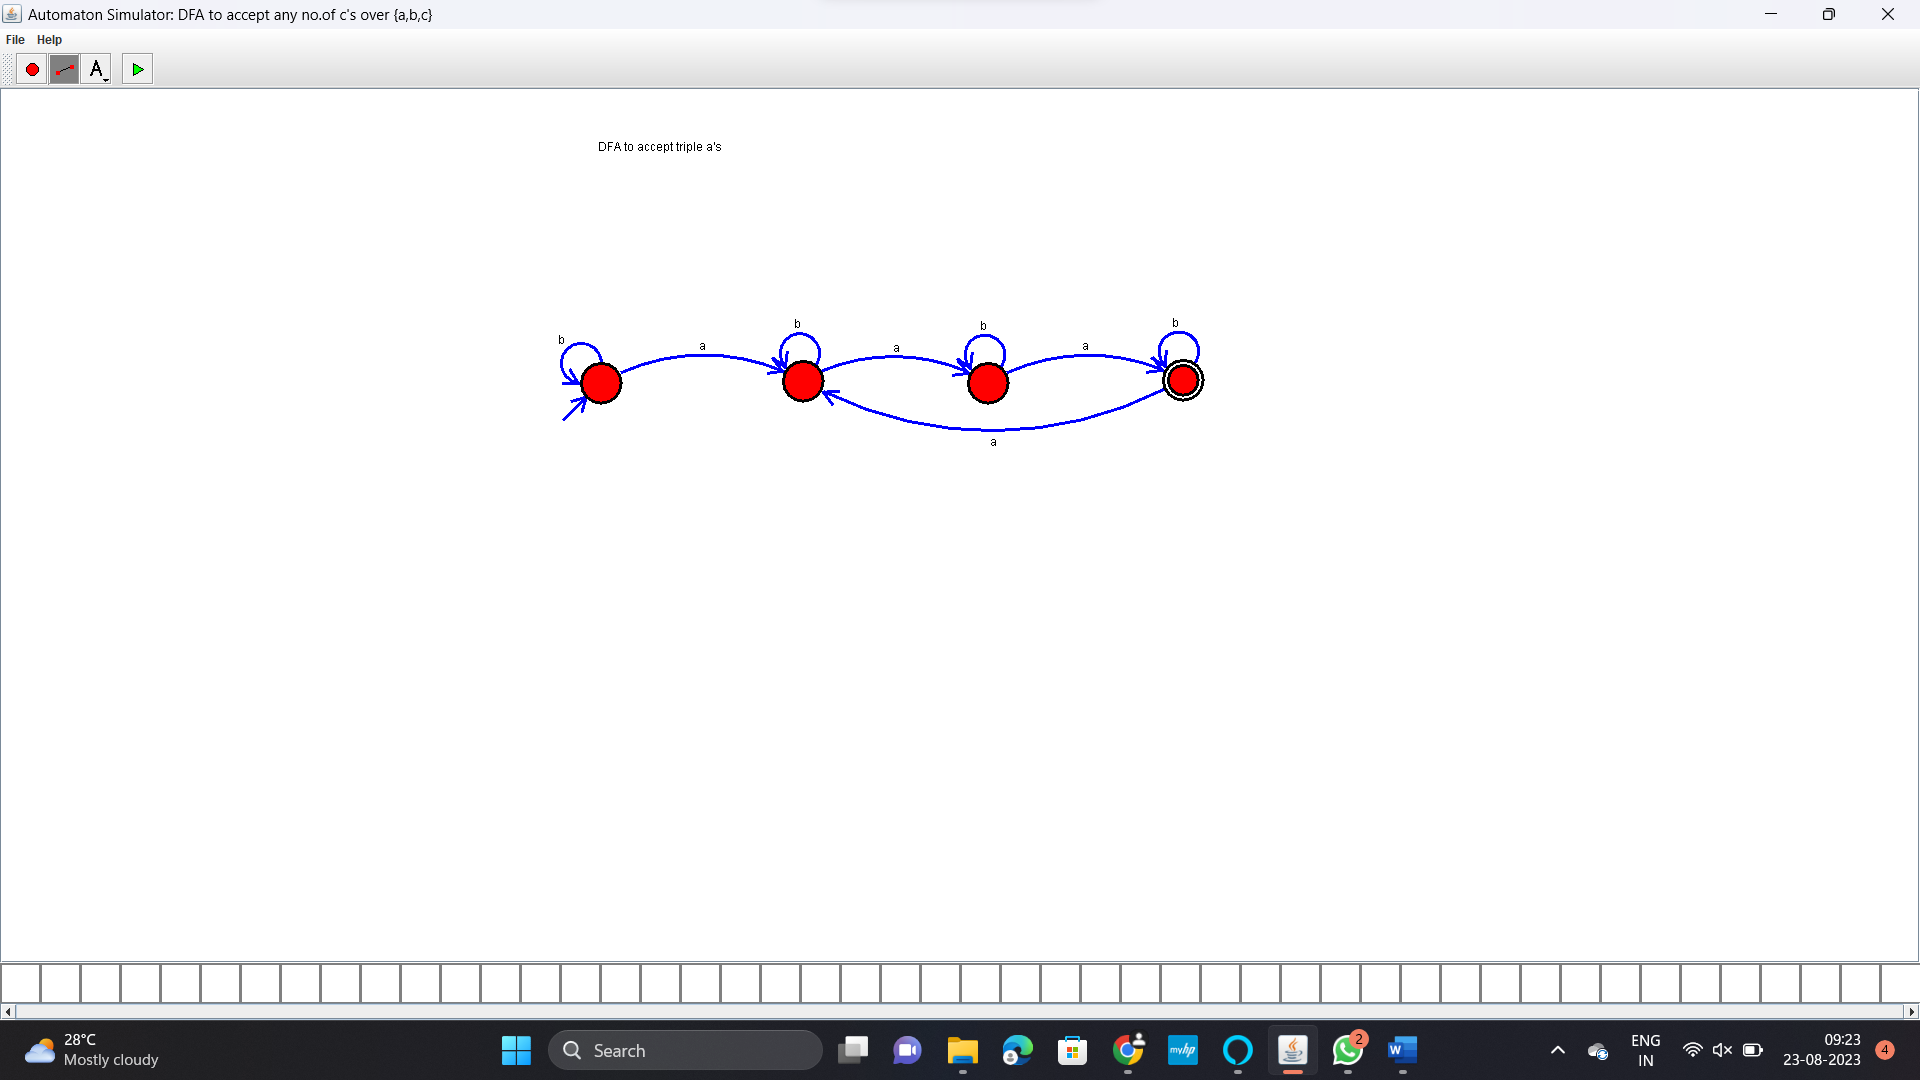 Automaton Simulator: DFA to accept any no.of c's over {a,b,c}
File Help
A
DFA to accept triple a's
b a b a b a b
a
28°C
Mostly cloudy
Search
myhp
2
W
ENG
IN
09:23
23-08-2023
4